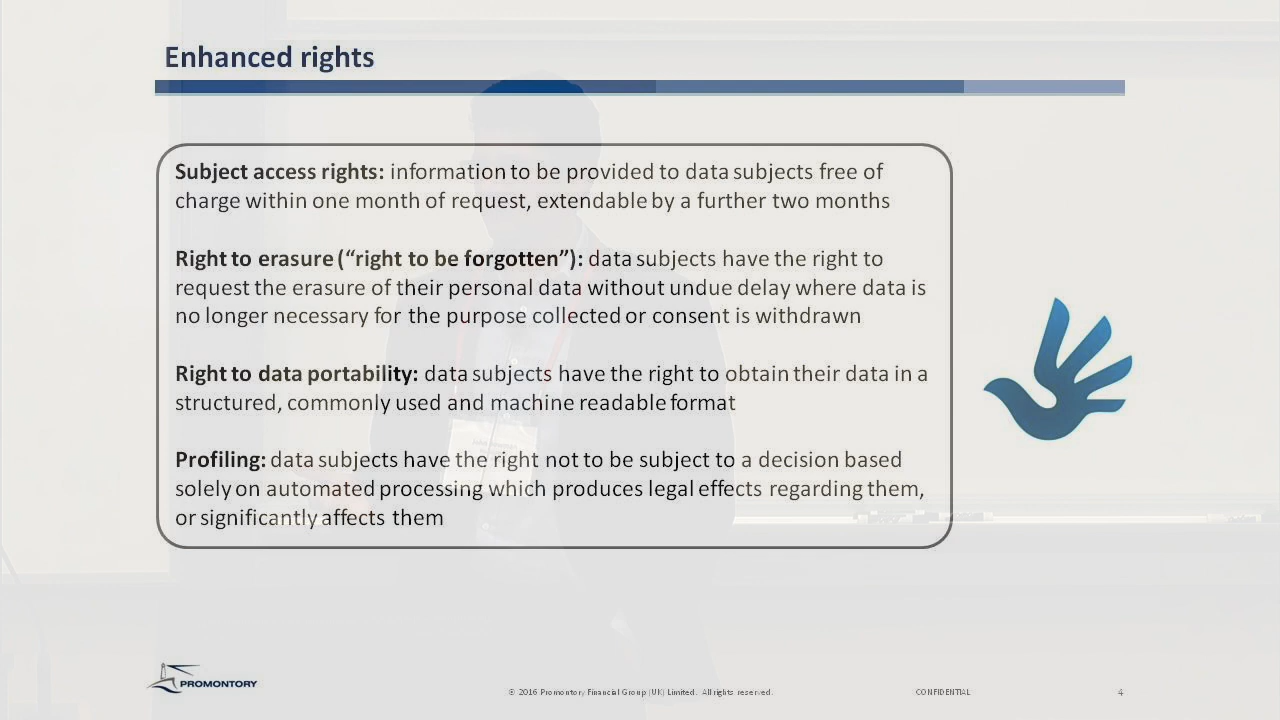 Enhanced rights
Subject access rights: information to be provided to data subjects free of
charge within one month of request, extendable by a further two months
Right to erasure (“right to be forgotten”): data subjects have the right to
request the erasure of their personal data without undue delay where data is
no longer necessary for the purpose collected or consent is withdrawn
Right to data portability: data subjects have the right to obtain their data in a
structured, commonly used and machine readable format
Profiling: data subjects have the right not to be subject to a decision based
solely on automated processing which produces legal effects regarding them,
or significantly affects them
PROMONTORY
© 2016 Promontory Financial Group (UK) Limited. All rights reserved.
CONFIDENTIAL
4